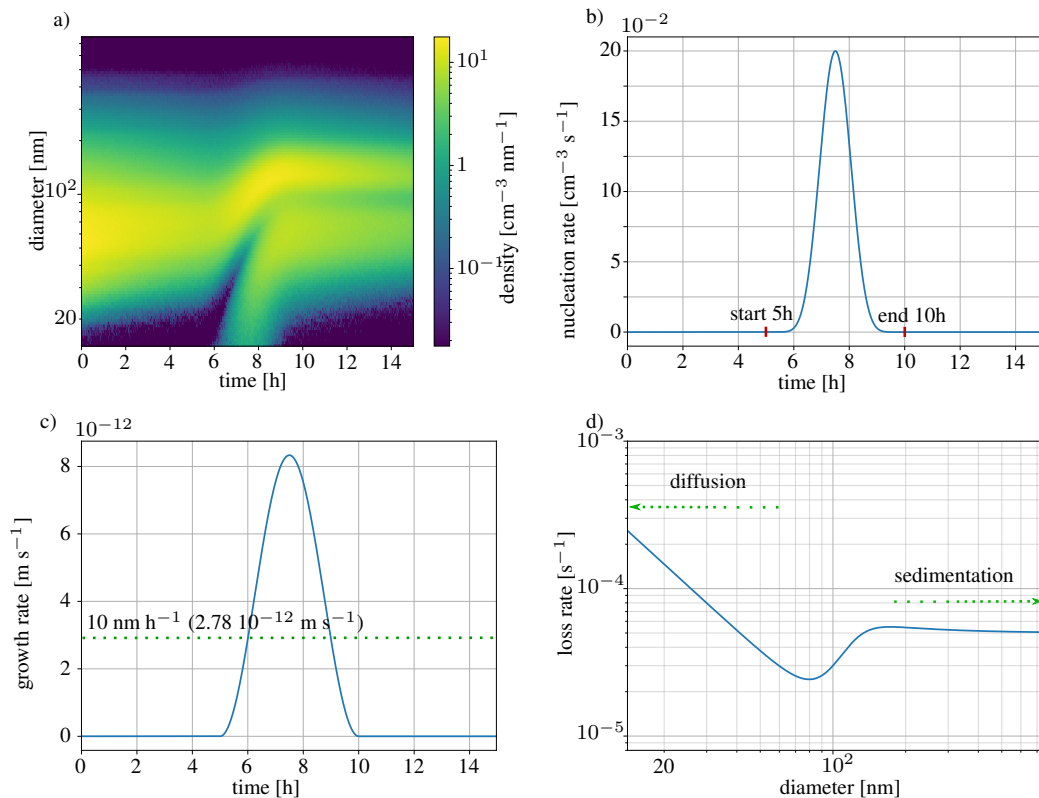 a)
diameter [nm]
10²
20
0 2 4 6 8 10 12 14
time [h]
10¹
1
10⁻¹
density [cm⁻³ nm⁻¹]
b)
10⁻²
nucleation rate [cm⁻³ s⁻¹]
20
15
10
5
0
start 5h
end 10h
0 2 4 6 8 10 12 14
time [h]
c)
10⁻¹²
growth rate [m s⁻¹]
8
6
4
2
0
10 nm h⁻¹ (2.78 10⁻¹² m s⁻¹)
0 2 4 6 8 10 12 14
time [h]
d)
loss rate [s⁻¹]
10⁻³
10⁻⁴
10⁻⁵
diffusion
sedimentation
20 10²
diameter [nm]